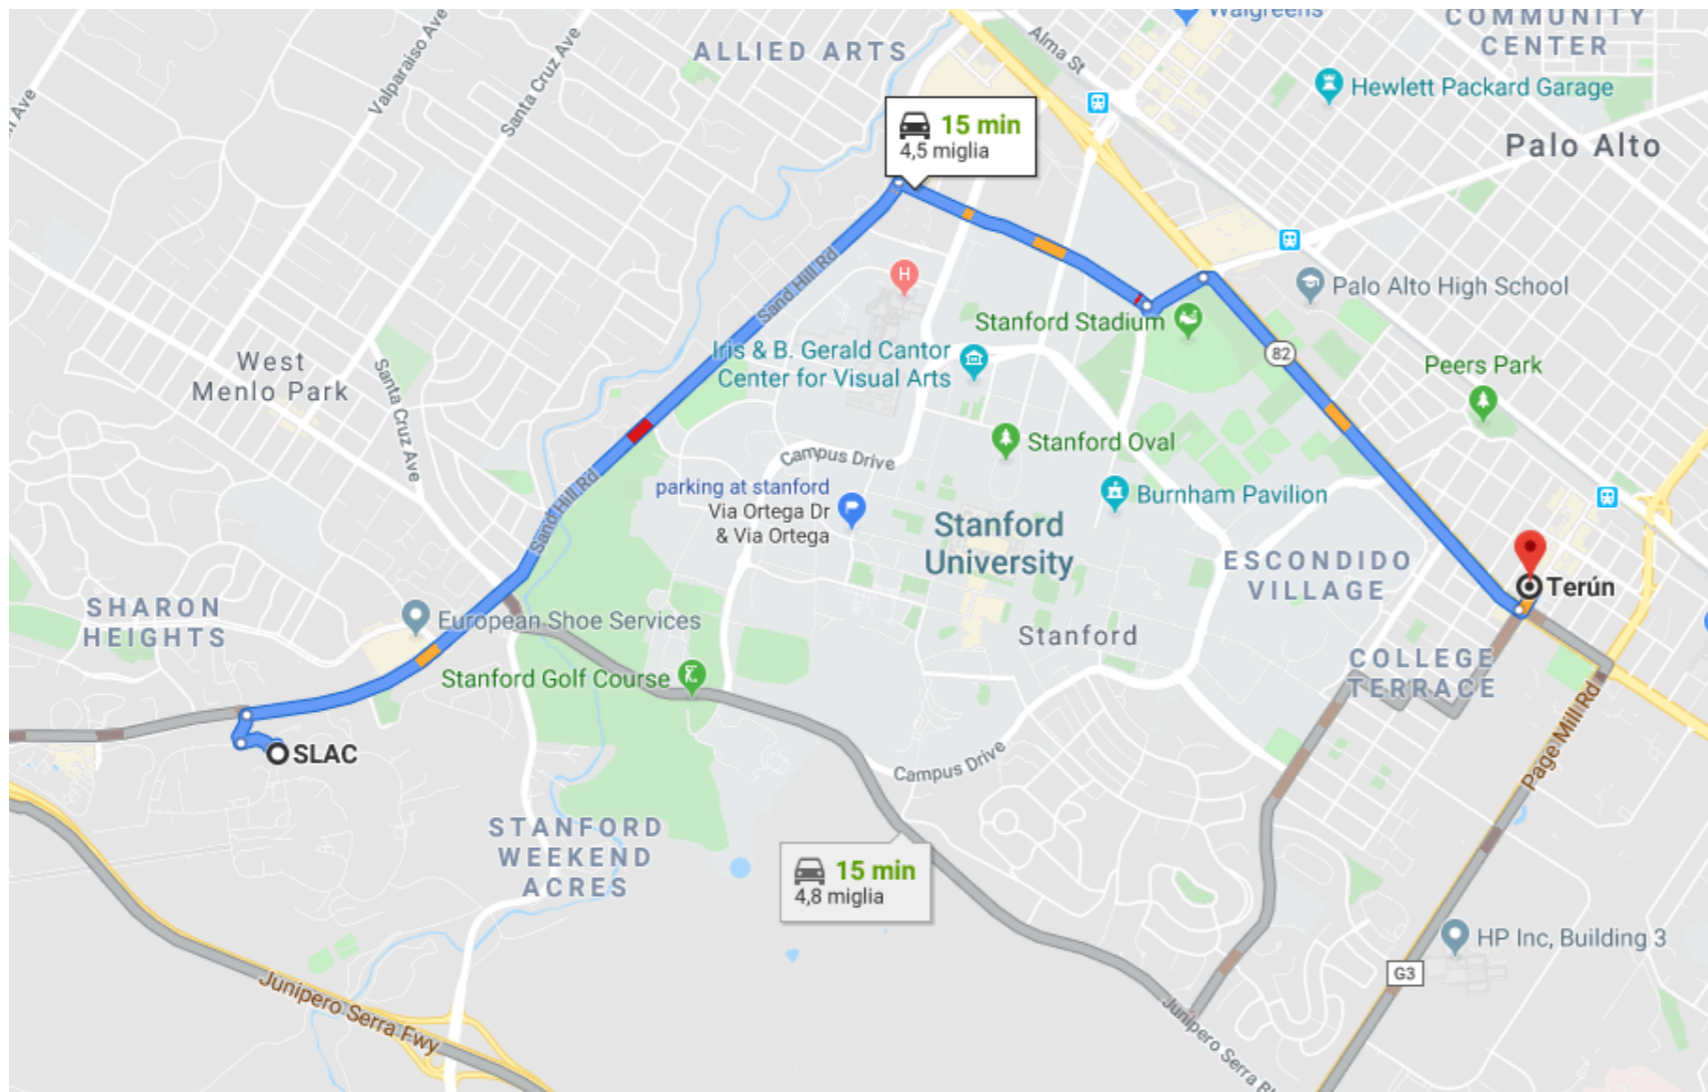 Walgreens
COMMUNITY
CENTER
Alma St
Valparaiso Ave
Santa Cruz Ave
ALLIED ARTS
Hewlett Packard Garage
Palo Alto
15 min
4,5 miglia
Sand Hill Rd
Palo Alto High School
H
Stanford Stadium
82
Iris & B. Gerald Cantor
Center for Visual Arts
Peers Park
West
Menlo Park
Santa Cruz Ave
Stanford Oval
Campus Drive
parking at stanford
Via Ortega Dr
& Via Ortega
Burnham Pavilion
Sand Hill Rd
Stanford
University
ESCONDIDO
VILLAGE
Terún
SHARON
HEIGHTS
European Shoe Services
Stanford
Stanford Golf Course
COLLEGE
TERRACE
Page Mill Rd
SLAC
Campus Drive
STANFORD
WEEKEND
ACRES
15 min
4,8 miglia
HP Inc, Building 3
G3
Junipero Serra Fwy
Junipero Serra Bl